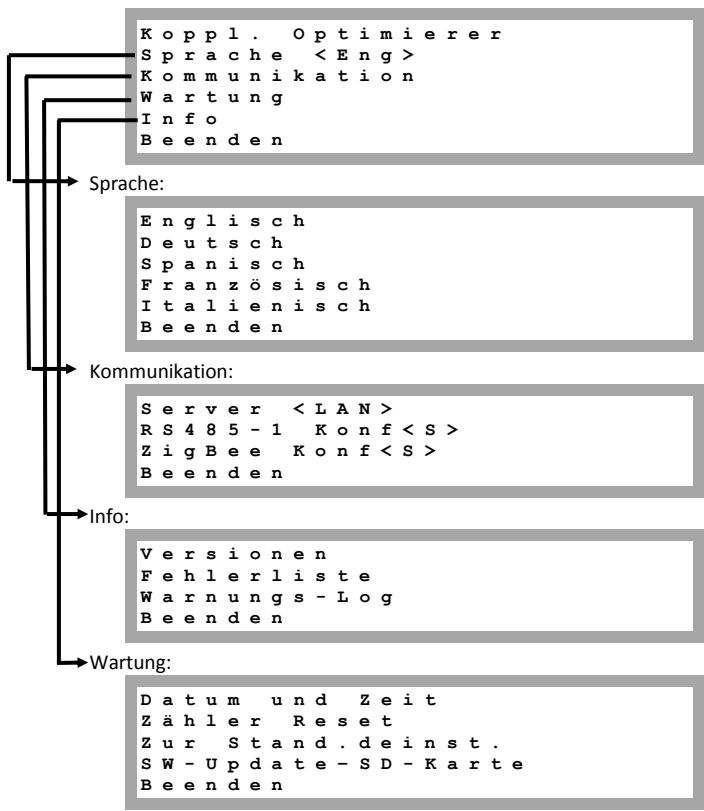 Koppl. Optimierer
Sprache <Eng>
Kommunikation
Wartung
Info
Beenden
Sprache:
Englisch
Deutsch
Spanisch
Französisch
Italienisch
Beenden
Kommunikation:
Server <LAN>
RS485-1 Konf<S>
ZigBee Konf<S>
Beenden
Info:
Versionen
Fehlerliste
Warnungs-Log
Beenden
Wartung:
Datum und Zeit
Zähler Reset
Zur Stand.deinst.
SW-Update–SD-Karte
Beenden